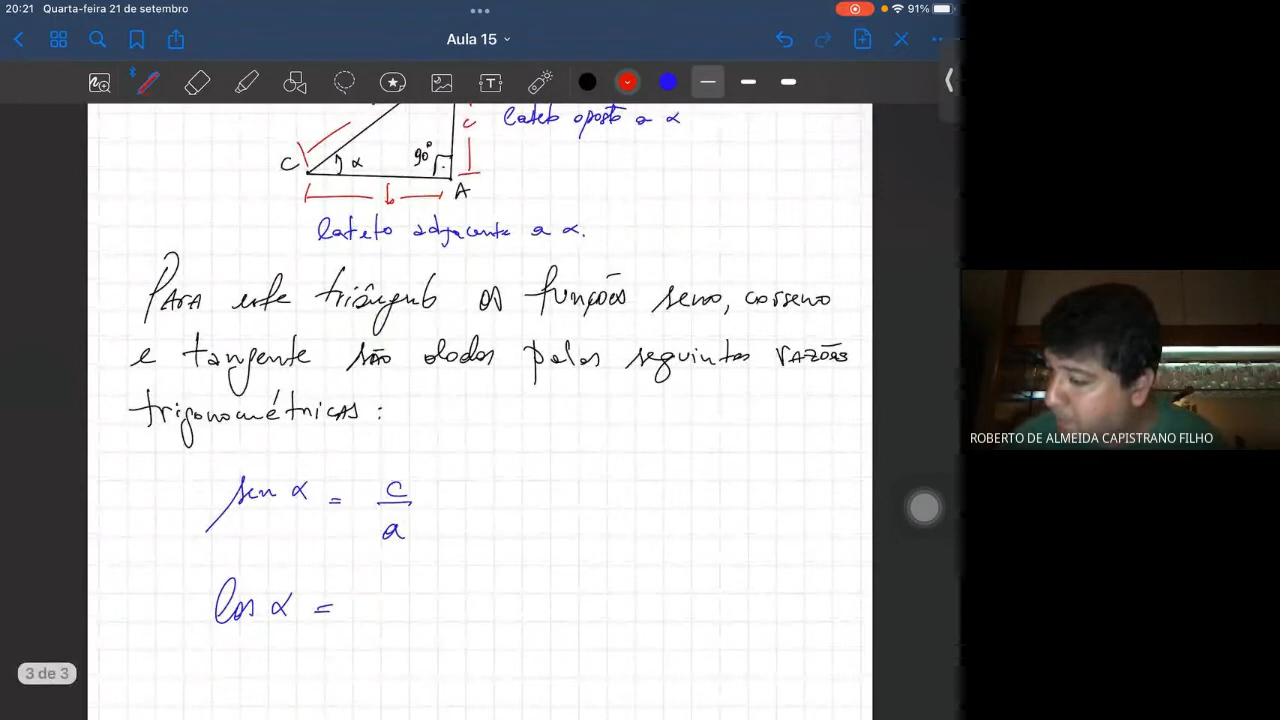 20:21 Quarta-feira 21 de setembro
91%
Aula 15
c
cateto oposto a α
C
α
90°
b
A
cateto adjacente a α.
PARA este triângulo as funções seno, cosseno
e tangente são dadas pelas seguintes RAZÕES
trigonométricas:
sen α = c/a
cos α =
ROBERTO DE ALMEIDA CAPISTRANO FILHO
3 de 3